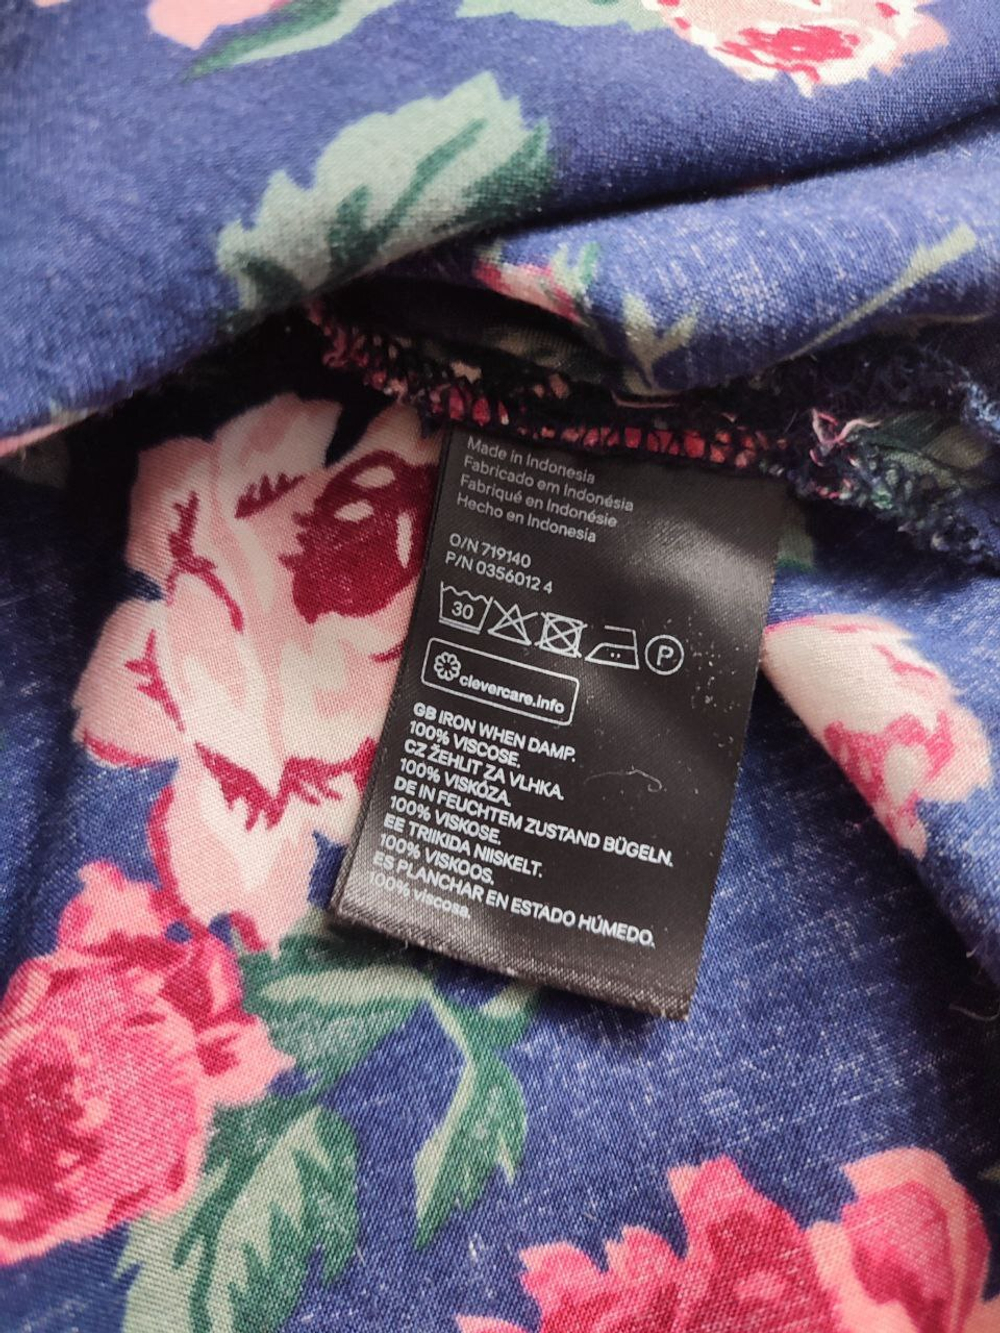 Made in Indonesia
Fabricado em Indonésia
Fabriqué en Indonésie
Hecho en Indonesia
O/N 719140
P/N 0356012 4
30
P
clevercare.info
GB IRON WHEN DAMP.
100% VISCOSE.
CZ ŽEHLIT ZA VLHKA.
100% VISKÓZA.
DE IN FEUCHTEM ZUSTAND BÜGELN.
100% VISKOSE.
EE TRIIKIDA NIISKELT.
100% VISKOOS.
ES PLANCHAR EN ESTADO HÚMEDO.
100% viscosa.